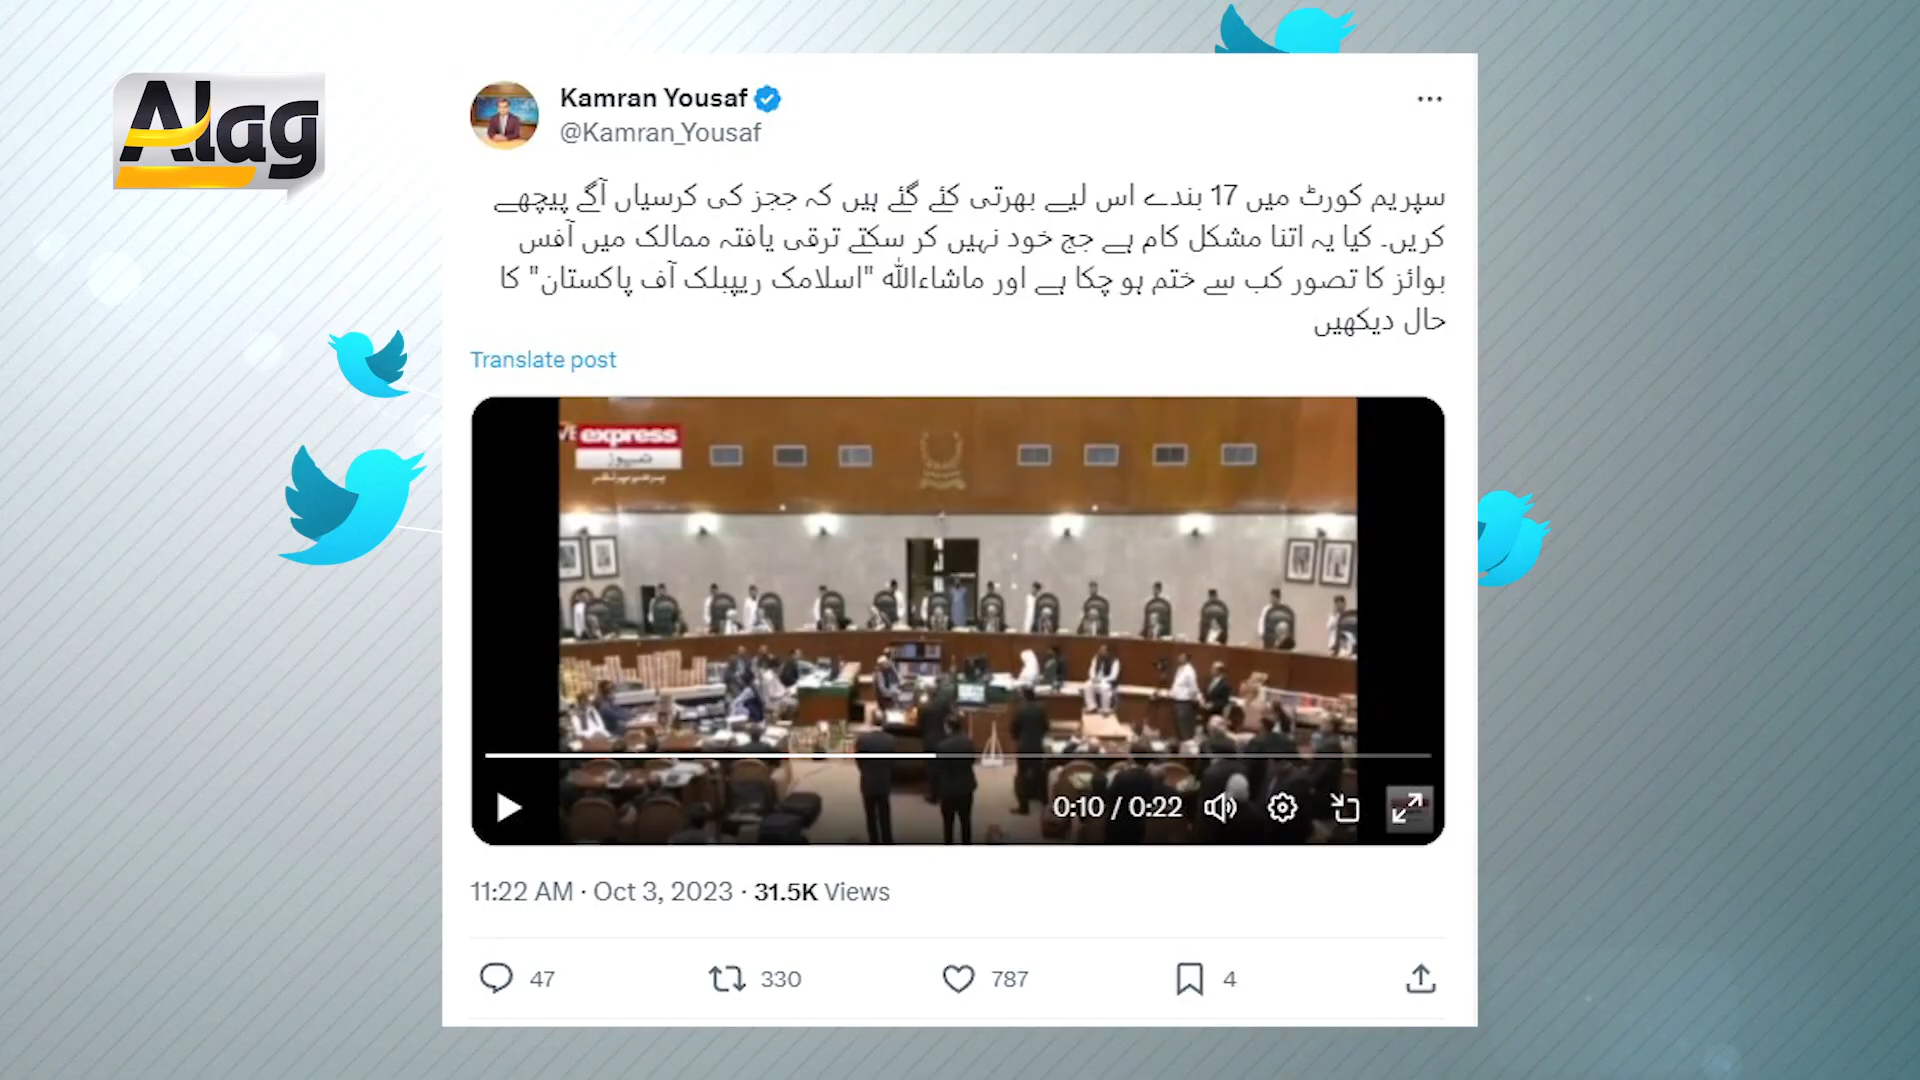 Alag
Kamran Yousaf
@Kamran_Yousaf
سپریم کورٹ میں 17 بندے اس لیے بھرتی کئے گئے ہیں کہ ججز کی کرسیاں آگے پیچھے
کریں۔ کیا یہ اتنا مشکل کام ہے جج خود نہیں کر سکتے ترقی یافتہ ممالک میں آفس
بوائز کا تصور کب سے ختم ہو چکا ہے اور ماشاءاللہ "اسلامک ریپبلک آف پاکستان" کا
حال دیکھیں
Translate post
express
نیوز
0:10 / 0:22
11:22 AM · Oct 3, 2023 · 31.5K Views
47 330 787 4